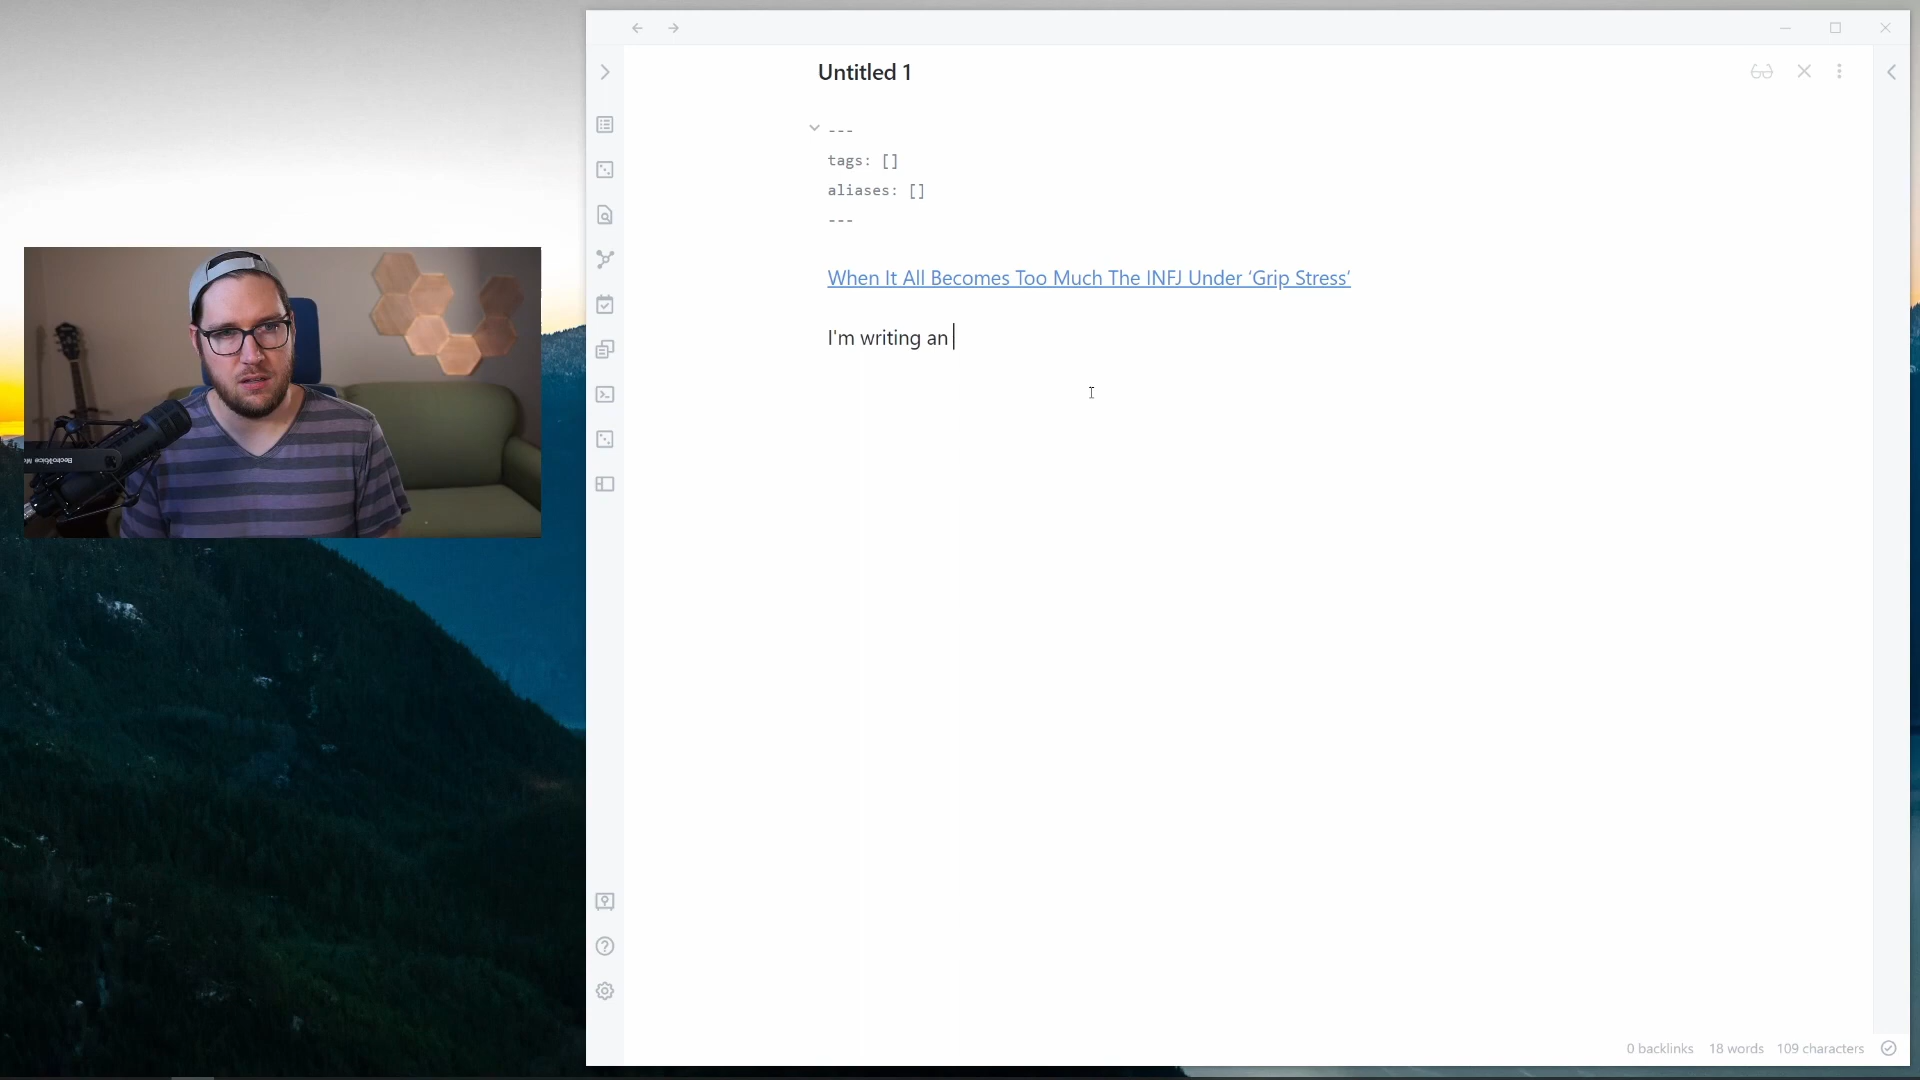 Untitled 1
---
tags: []
aliases: []
---
When It All Becomes Too Much The INFJ Under ‘Grip Stress’
I'm writing an
0 backlinks 18 words 109 characters